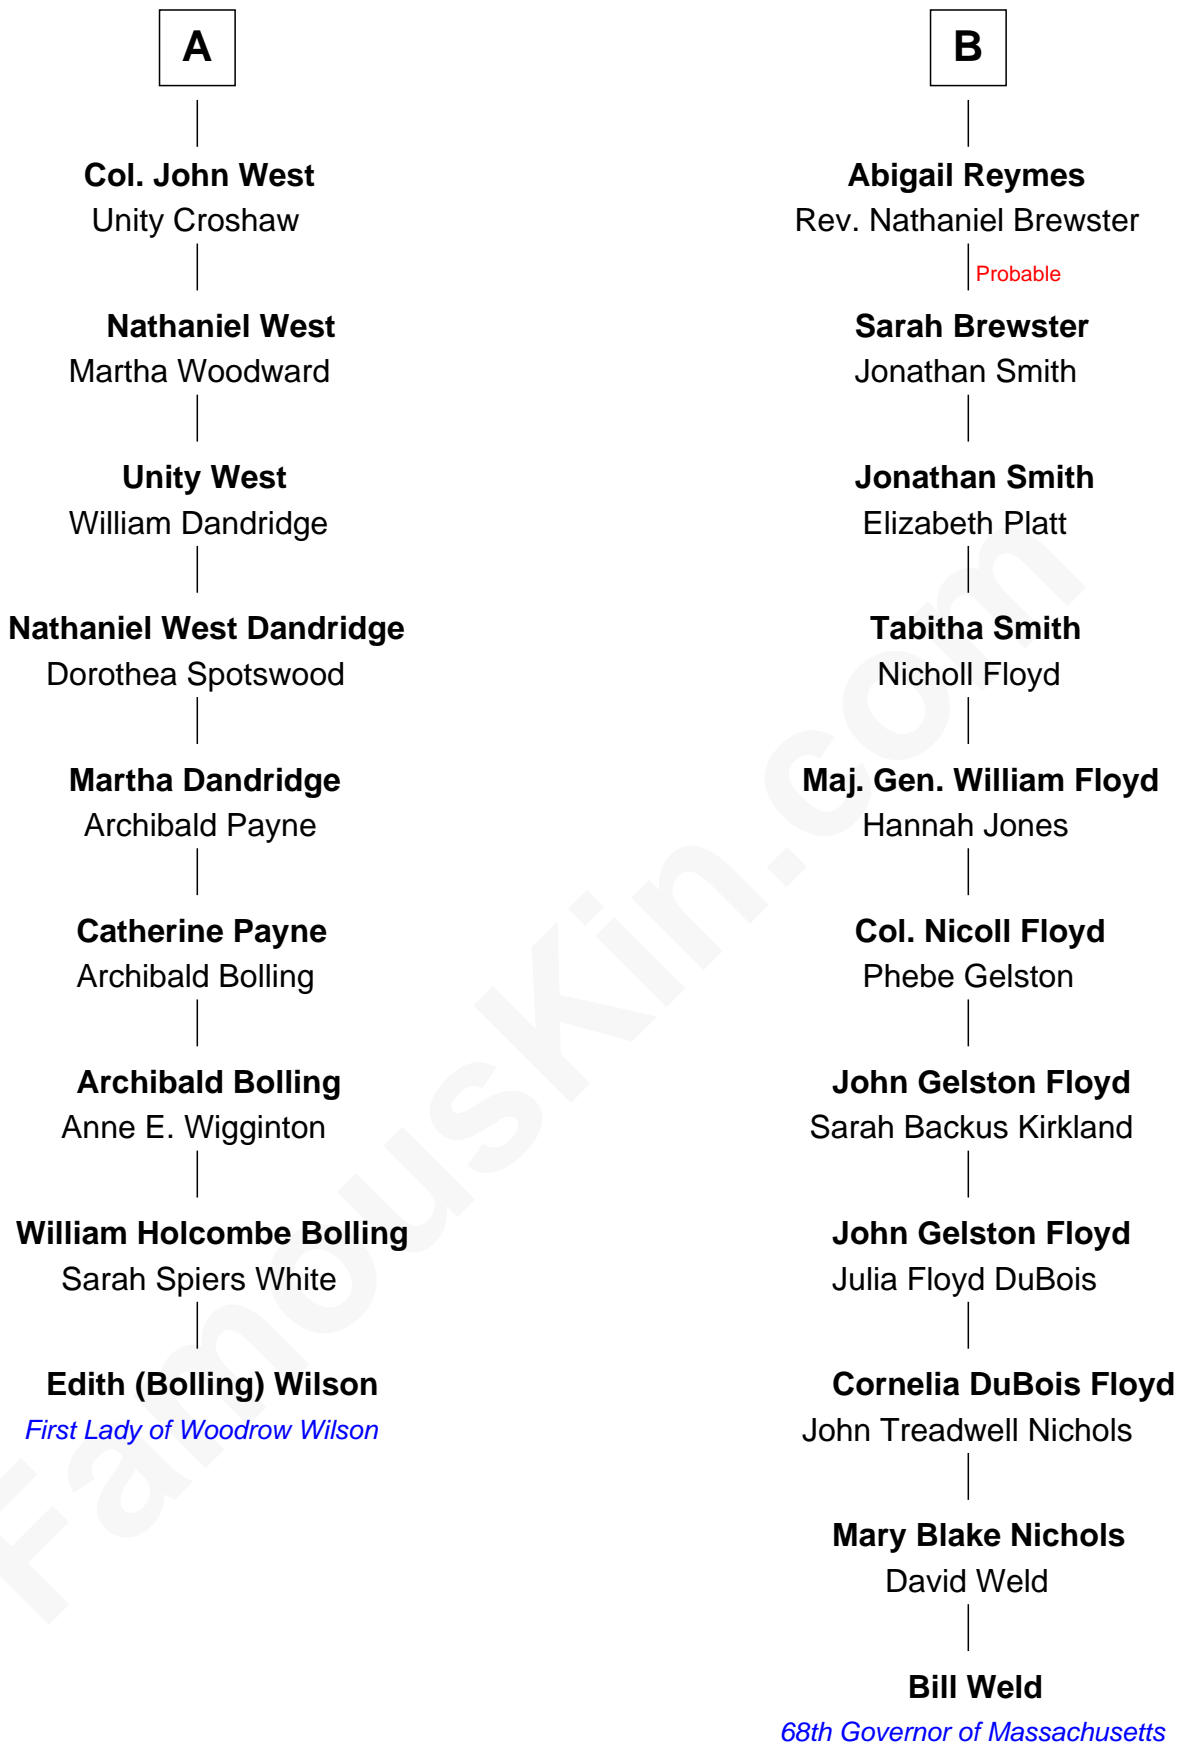 A
Col. John West
Unity Croshaw
Nathaniel West
Martha Woodward
Unity West
William Dandridge
Nathaniel West Dandridge
Dorothea Spotswood
Martha Dandridge
Archibald Payne
Catherine Payne
Archibald Bolling
Archibald Bolling
Anne E. Wigginton
William Holcombe Bolling
Sarah Spiers White
Edith (Bolling) Wilson
First Lady of Woodrow Wilson
B
Abigail Reymes
Rev. Nathaniel Brewster
Probable
Sarah Brewster
Jonathan Smith
Jonathan Smith
Elizabeth Platt
Tabitha Smith
Nicholl Floyd
Maj. Gen. William Floyd
Hannah Jones
Col. Nicoll Floyd
Phebe Gelston
John Gelston Floyd
Sarah Backus Kirkland
John Gelston Floyd
Julia Floyd DuBois
Cornelia DuBois Floyd
John Treadwell Nichols
Mary Blake Nichols
David Weld
Bill Weld
68th Governor of Massachusetts
FamousKin.com